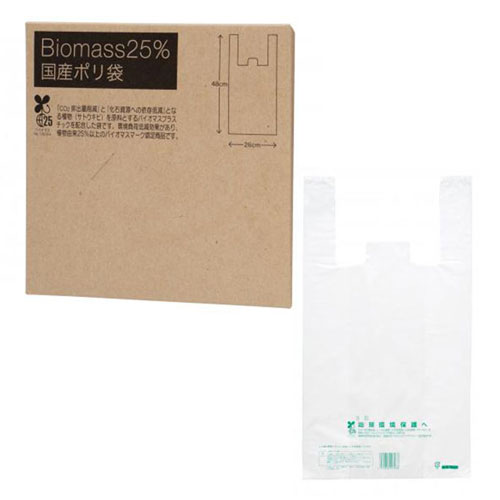 Biomass25%
国産ポリ袋
「CO₂排出量削減」と「化石資源への依存低減」とな
る植物（サトウキビ）を原料とするバイオマスプラス
チックを配合した袋です。環境負荷低減効果があり、
植物由来25％以上のバイオマスマーク認定商品です。
25
48cm
26cm
地球環境保護へ